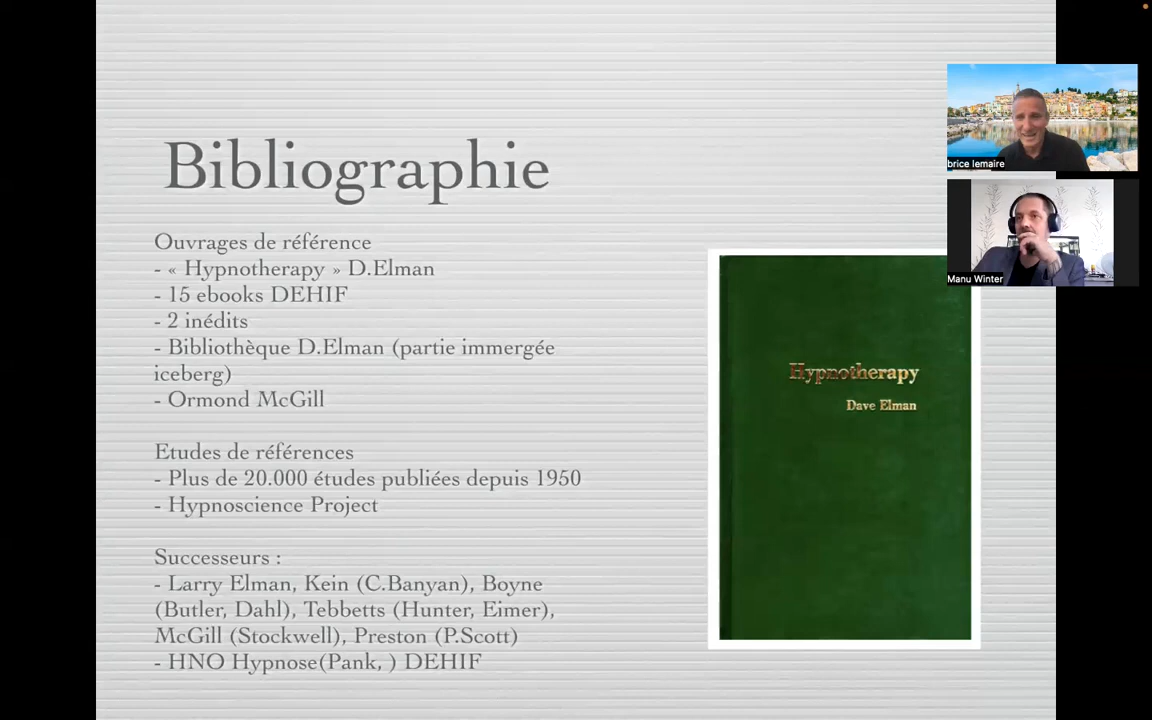 Bibliographie
Ouvrages de référence
- « Hypnotherapy » D.Elman
- 15 ebooks DEHIF
- 2 inédits
- Bibliothèque D.Elman (partie immergée
iceberg)
- Ormond McGill
Etudes de références
- Plus de 20.000 études publiées depuis 1950
- Hypnoscience Project
Successeurs :
- Larry Elman, Kein (C.Banyan), Boyne
(Butler, Dahl), Tebbetts (Hunter, Eimer),
McGill (Stockwell), Preston (P.Scott)
- HNO Hypnose(Pank, ) DEHIF
Hypnotherapy
Dave Elman
brice lemaire
Manu Winter